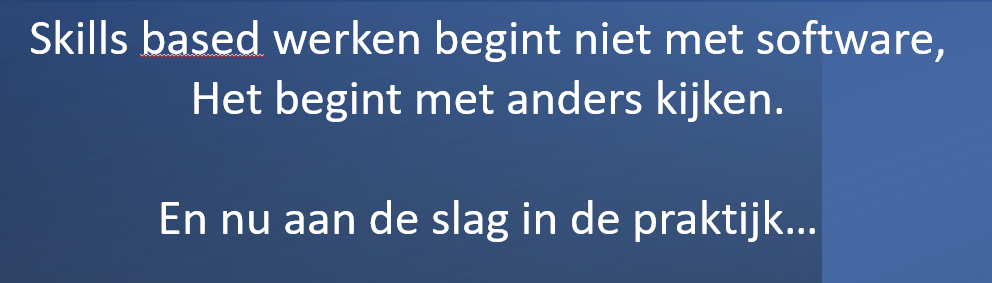 Skills based werken begint niet met software,
Het begint met anders kijken.
En nu aan de slag in de praktijk...